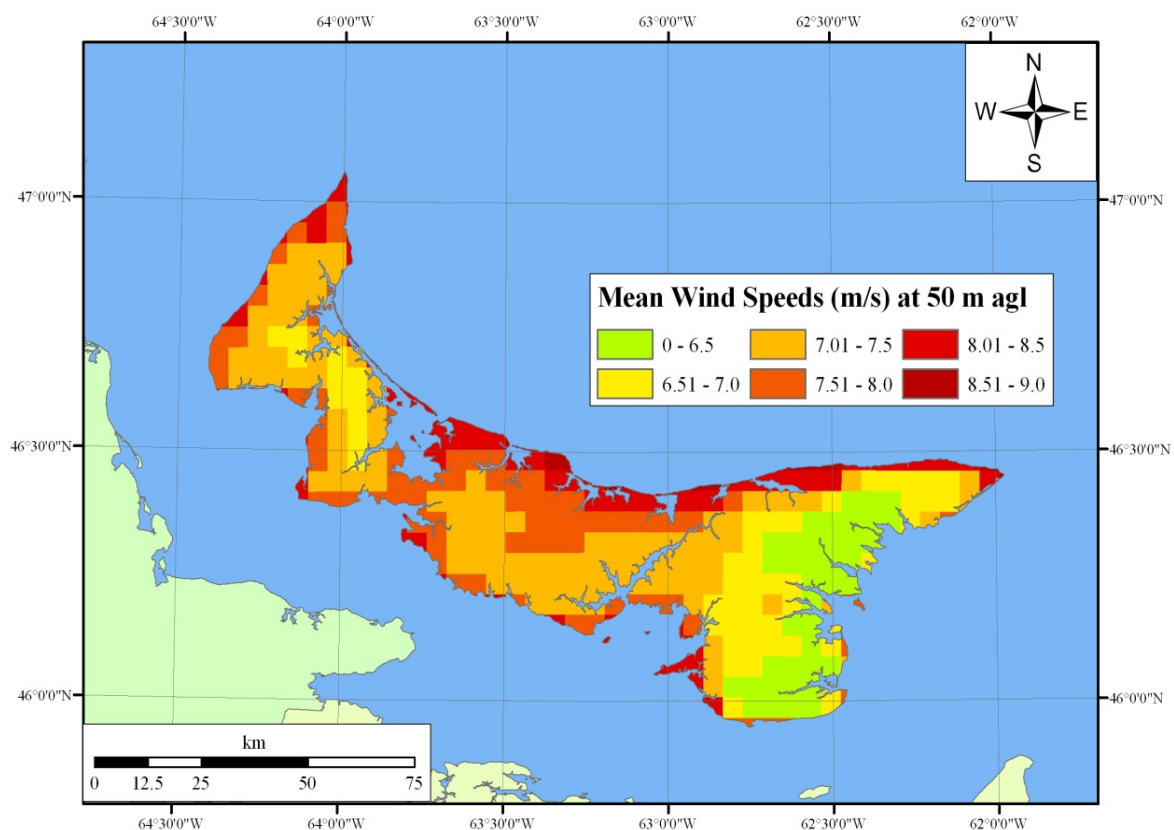 64°30'0"W 64°0'0"W 63°30'0"W 63°0'0"W 62°30'0"W 62°0'0"W
N
W E
S
47°0'0"N 47°0'0"N
Mean Wind Speeds (m/s) at 50 m agl
0 - 6.5 7.01 - 7.5 8.01 - 8.5
6.51 - 7.0 7.51 - 8.0 8.51 - 9.0
46°30'0"N 46°30'0"N
46°0'0"N 46°0'0"N
km
0 12.5 25 50 75
64°30'0"W 64°0'0"W 63°30'0"W 63°0'0"W 62°30'0"W 62°0'0"W